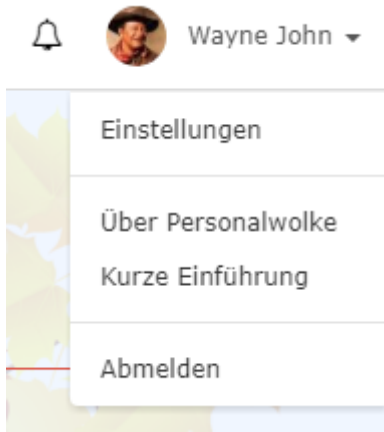 Wayne John
Einstellungen
Über Personalwolke
Kurze Einführung
Abmelden